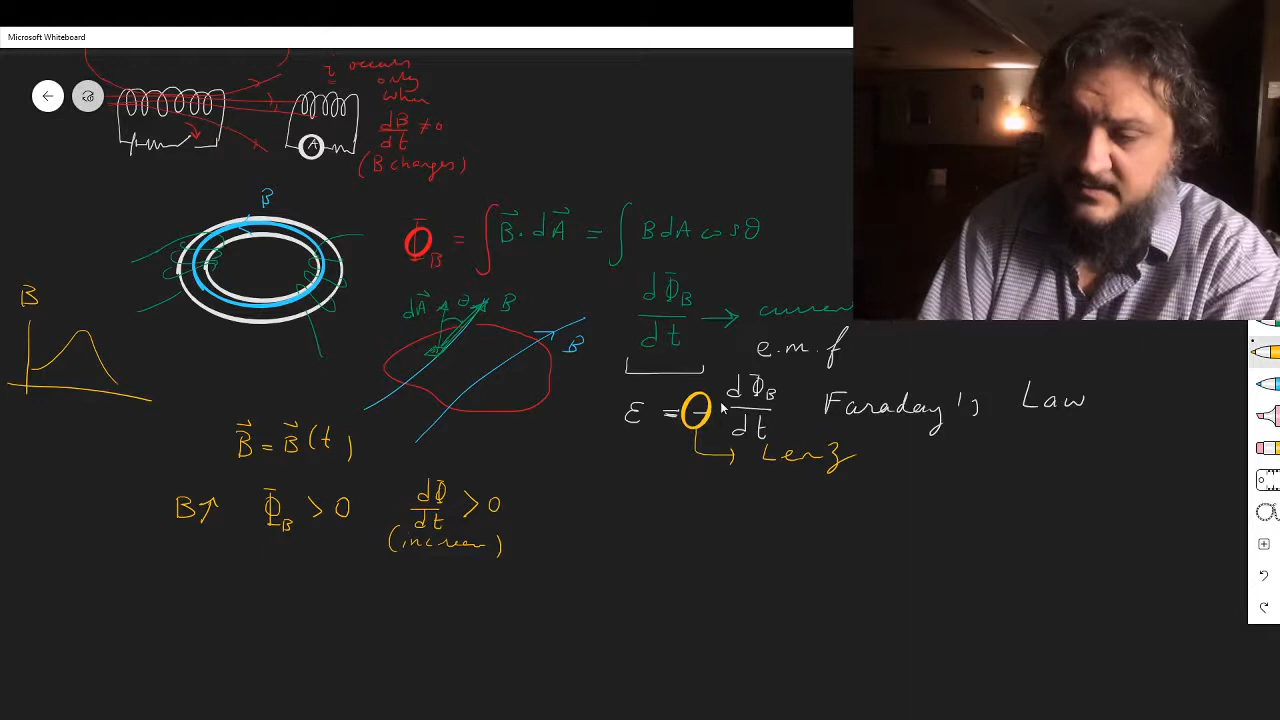 Microsoft Whiteboard
i occurs
only
when
dB/dt ≠ 0
(B changes)
A
B
Φ_B = ∫ B⃗ · dA⃗ = ∫ B dA cos θ
dΦ_B/dt → curren
e.m.f
dA⃗ θ B
B
B
ε = - dΦ_B/dt Faraday's Law
→ Lenz
B⃗ = B⃗(t)
B↑ Φ_B > 0 dΦ/dt > 0
(increase)